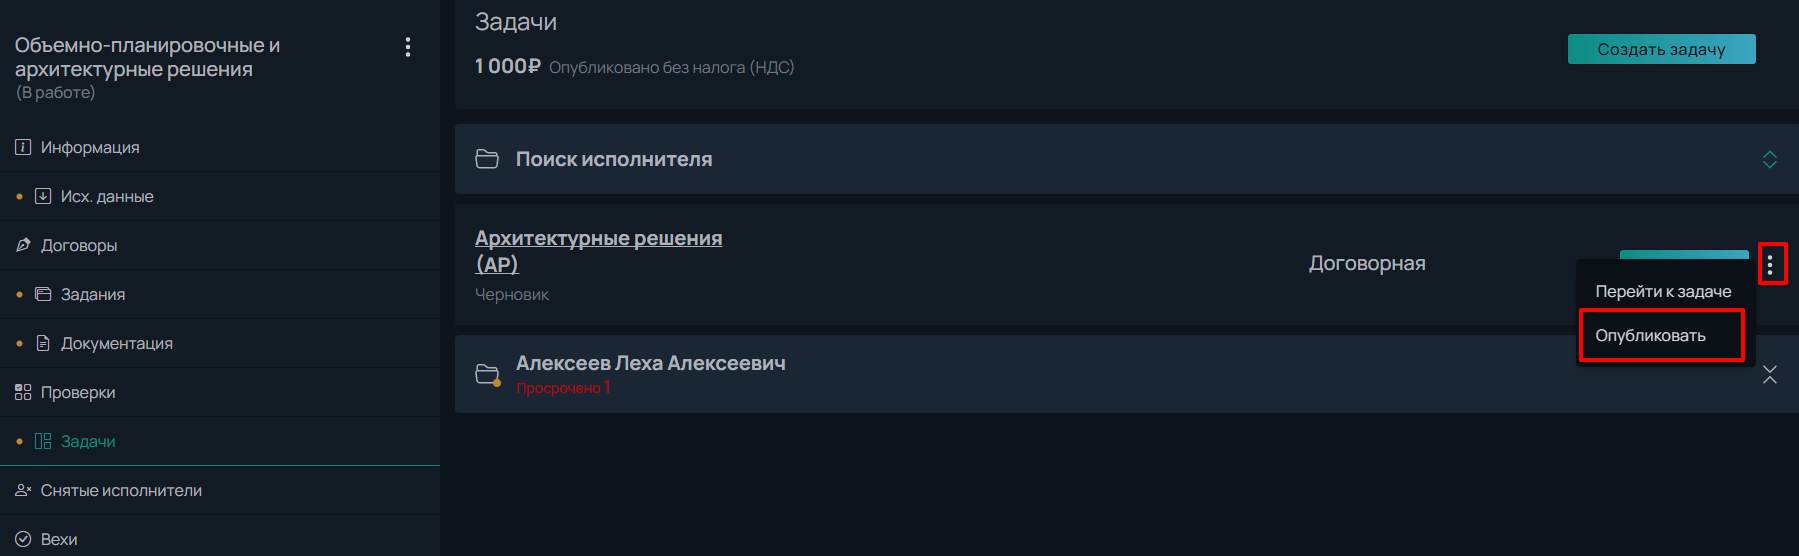 Объемно-планировочные и
архитектурные решения
(В работе)
Информация
Исх. данные
Договоры
Задания
Документация
Проверки
Задачи
Снятые исполнители
Вехи
Задачи
1 000₽ Опубликовано без налога (НДС)
Создать задачу
Поиск исполнителя
Архитектурные решения
(АР)
Черновик
Договорная
Перейти к задаче
Опубликовать
Алексеев Леха Алексеевич
Просрочено 1